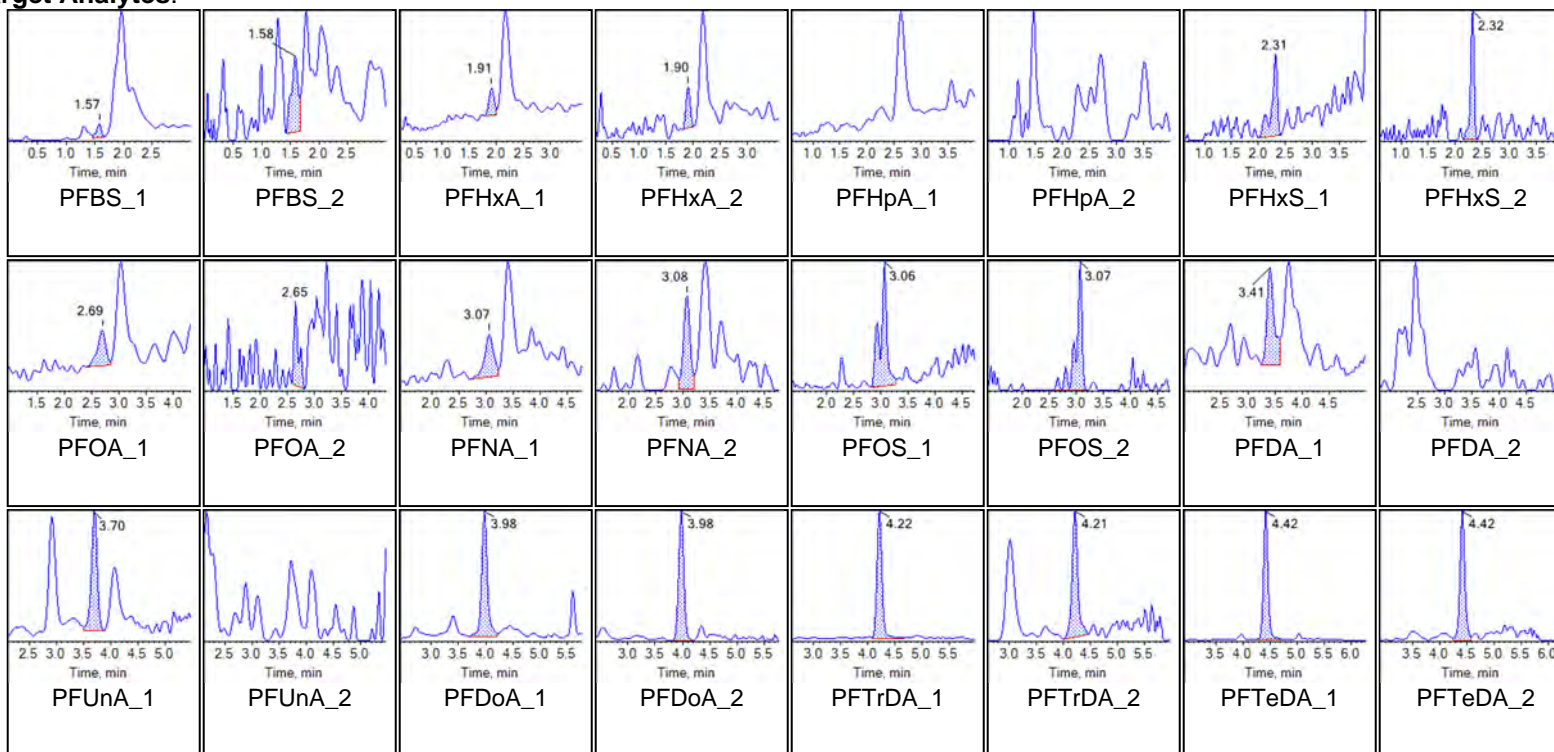 rget Analytes:
1.57
0.5 1.0 1.5 2.0 2.5
Time, min
PFBS_1
1.58
0.5 1.0 1.5 2.0 2.5
Time, min
PFBS_2
1.91
0.5 1.0 1.5 2.0 2.5 3.0
Time, min
PFHxA_1
1.90
0.5 1.0 1.5 2.0 2.5 3.0
Time, min
PFHxA_2
1.0 1.5 2.0 2.5 3.0 3.5
Time, min
PFHpA_1
1.0 1.5 2.0 2.5 3.0 3.5
Time, min
PFHpA_2
2.31
1.0 1.5 2.0 2.5 3.0 3.5
Time, min
PFHxS_1
2.32
1.0 1.5 2.0 2.5 3.0 3.5
Time, min
PFHxS_2
2.69
1.5 2.0 2.5 3.0 3.5 4.0
Time, min
PFOA_1
2.65
1.5 2.0 2.5 3.0 3.5 4.0
Time, min
PFOA_2
3.07
2.0 2.5 3.0 3.5 4.0 4.5
Time, min
PFNA_1
3.08
2.0 2.5 3.0 3.5 4.0 4.5
Time, min
PFNA_2
3.06
2.0 2.5 3.0 3.5 4.0 4.5
Time, min
PFOS_1
3.07
2.0 2.5 3.0 3.5 4.0 4.5
Time, min
PFOS_2
3.41
2.5 3.0 3.5 4.0 4.5
Time, min
PFDA_1
2.5 3.0 3.5 4.0 4.5
Time, min
PFDA_2
3.70
2.5 3.0 3.5 4.0 4.5 5.0
Time, min
PFUnA_1
2.5 3.0 3.5 4.0 4.5 5.0
Time, min
PFUnA_2
3.98
3.0 3.5 4.0 4.5 5.0 5.5
Time, min
PFDoA_1
3.98
3.0 3.5 4.0 4.5 5.0 5.5
Time, min
PFDoA_2
4.22
3.0 3.5 4.0 4.5 5.0 5.5
Time, min
PFTrDA_1
4.21
3.0 3.5 4.0 4.5 5.0 5.5
Time, min
PFTrDA_2
4.42
3.5 4.0 4.5 5.0 5.5 6.0
Time, min
PFTeDA_1
4.42
3.5 4.0 4.5 5.0 5.5 6.0
Time, min
PFTeDA_2